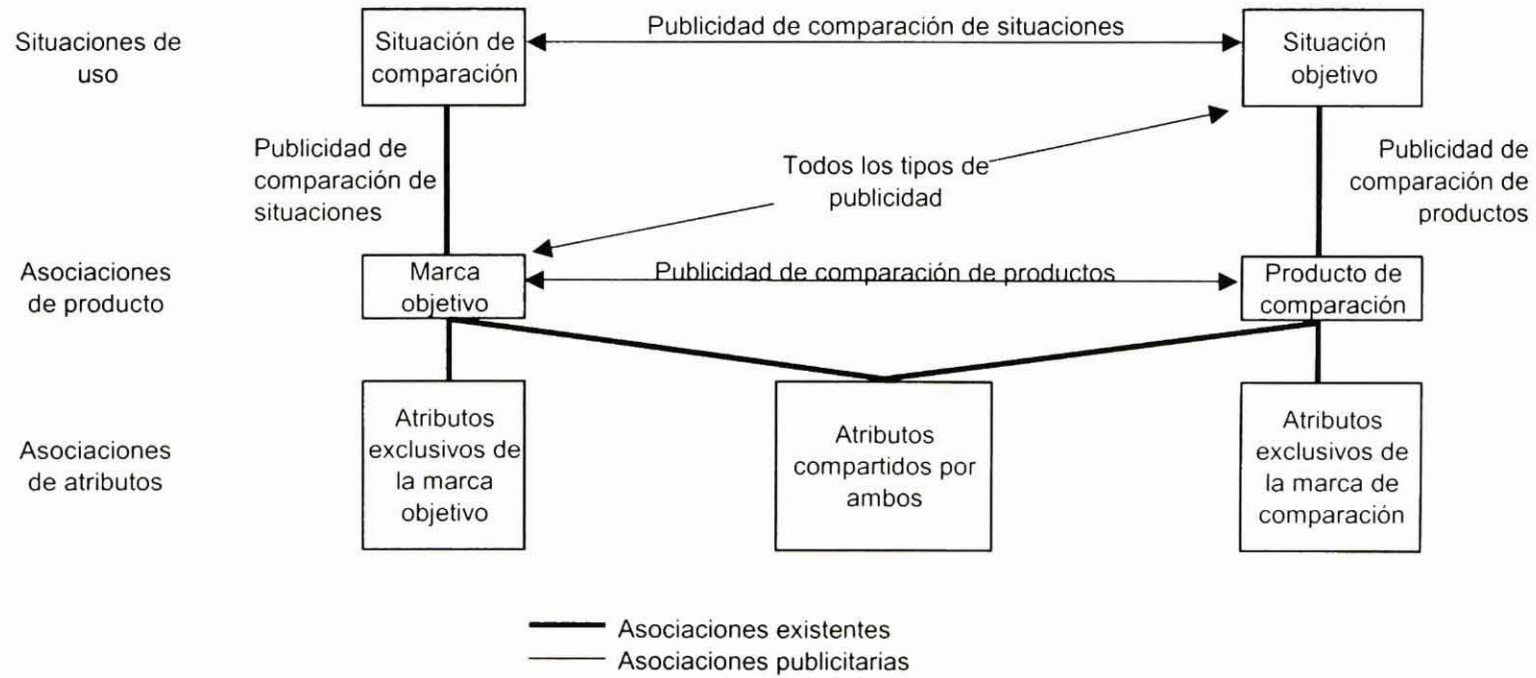 Situaciones de
uso
Situación de
comparación
Publicidad de comparación de situaciones
Situación
objetivo
Publicidad de
comparación de
situaciones
Todos los tipos de
publicidad
Publicidad de
comparación de
productos
Asociaciones
de producto
Marca
objetivo
Publicidad de comparación de productos
Producto de
comparación
Asociaciones
de atributos
Atributos
exclusivos de
la marca
objetivo
Atributos
compartidos por
ambos
Atributos
exclusivos de
la marca de
comparación
Asociaciones existentes
Asociaciones publicitarias